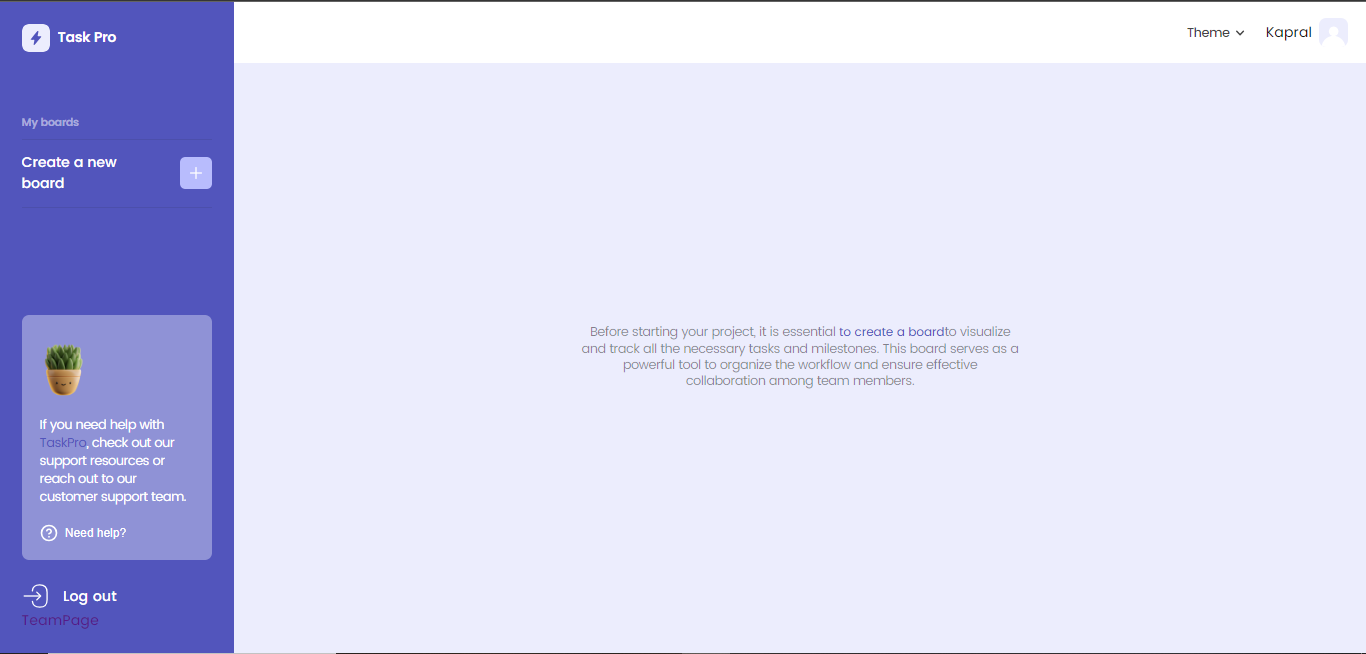 Task Pro
Theme
Kapral
My boards
Create a new
board
Before starting your project, it is essential to create a boardto visualize
and track all the necessary tasks and milestones. This board serves as a
powerful tool to organize the workflow and ensure effective
collaboration among team members.
If you need help with
TaskPro, check out our
support resources or
reach out to our
customer support team.
Need help?
Log out
TeamPage